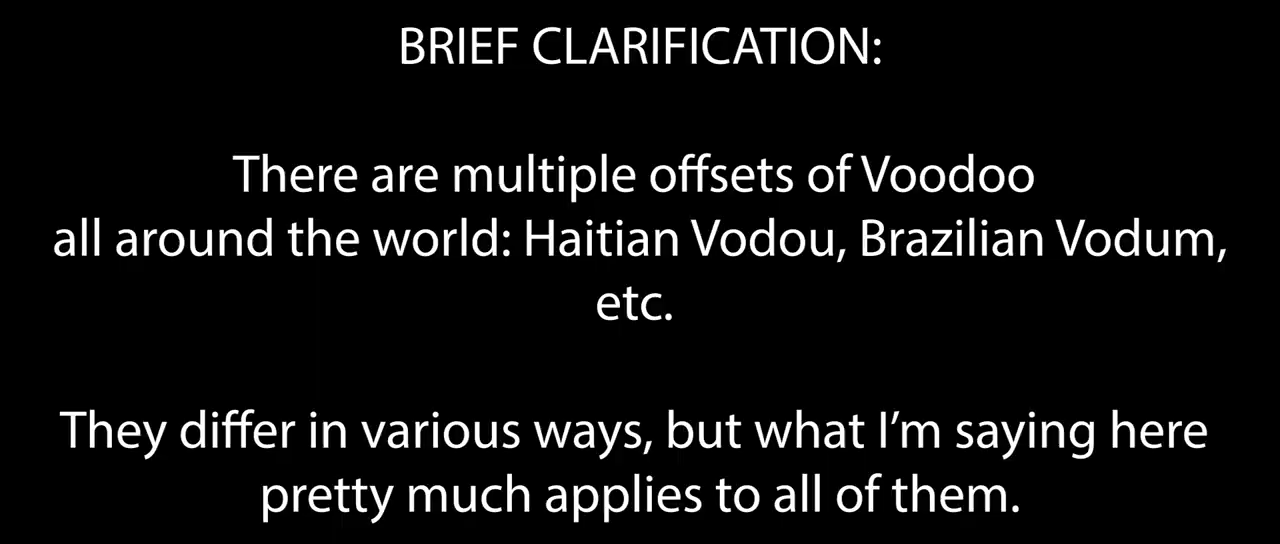 BRIEF CLARIFICATION:
There are multiple offsets of Voodoo
all around the world: Haitian Vodou, Brazilian Vodum,
etc.
They differ in various ways, but what I’m saying here
pretty much applies to all of them.